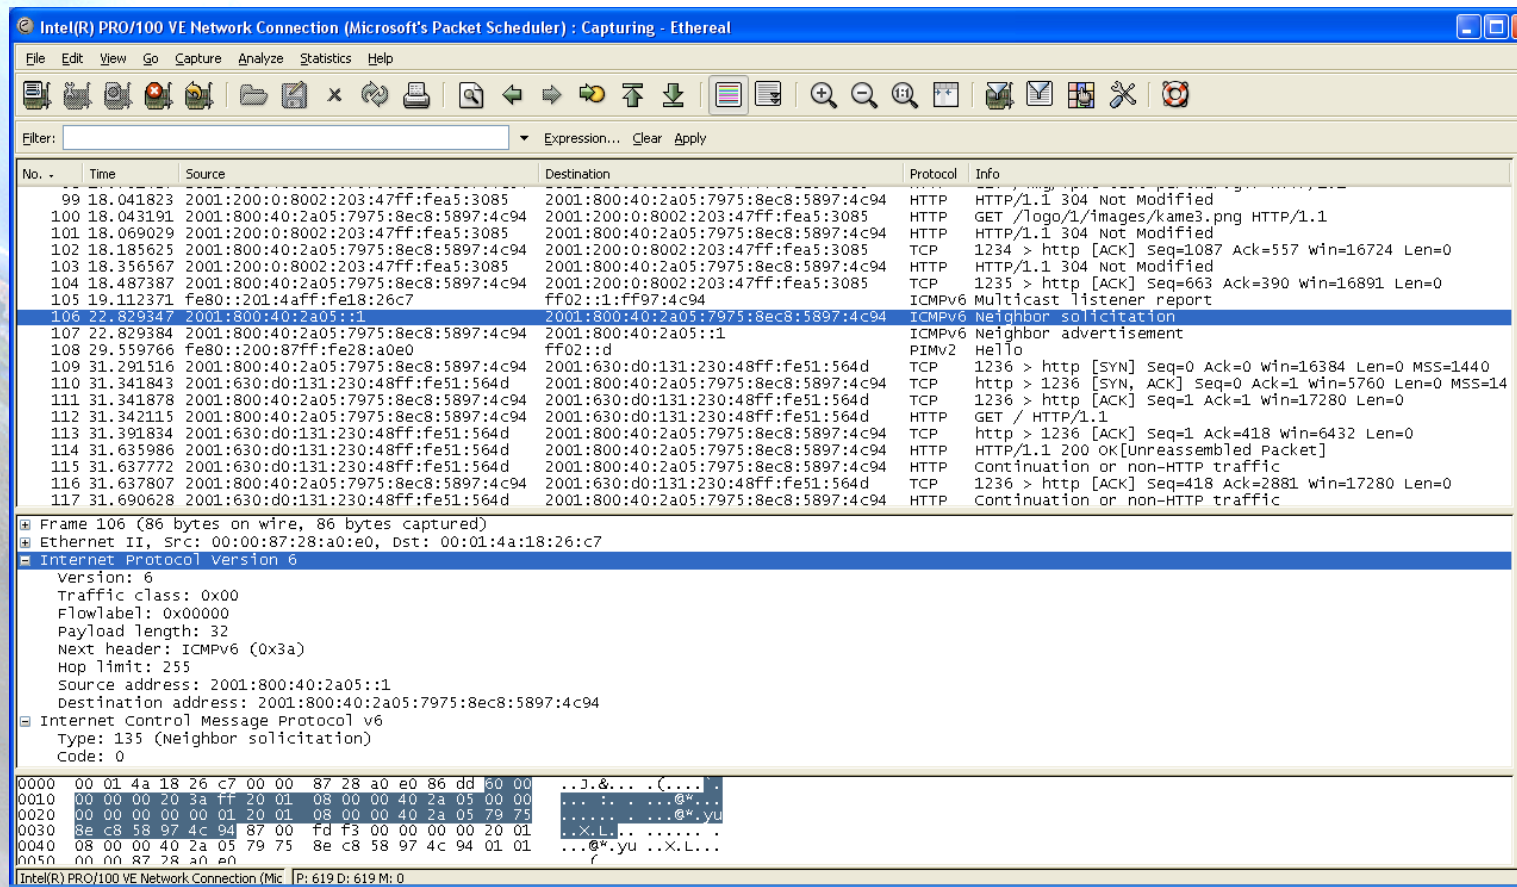 Intel(R) PRO/100 VE Network Connection (Microsoft's Packet Scheduler) : Capturing - Ethereal
File Edit View Go Capture Analyze Statistics Help
Filter: Expression... Clear Apply
No. - Time Source Destination Protocol Info
99 18.041823 2001:200:0:8002:203:47ff:fea5:3085 2001:800:40:2a05:7975:8ec8:5897:4c94 HTTP HTTP/1.1 304 Not Modified
100 18.043191 2001:800:40:2a05:7975:8ec8:5897:4c94 2001:200:0:8002:203:47ff:fea5:3085 HTTP GET /logo/1/images/kame3.png HTTP/1.1
101 18.069029 2001:200:0:8002:203:47ff:fea5:3085 2001:800:40:2a05:7975:8ec8:5897:4c94 HTTP HTTP/1.1 304 Not Modified
102 18.185625 2001:800:40:2a05:7975:8ec8:5897:4c94 2001:200:0:8002:203:47ff:fea5:3085 TCP 1234 > http [ACK] Seq=1087 Ack=557 Win=16724 Len=0
103 18.356567 2001:200:0:8002:203:47ff:fea5:3085 2001:800:40:2a05:7975:8ec8:5897:4c94 HTTP HTTP/1.1 304 Not Modified
104 18.487387 2001:800:40:2a05:7975:8ec8:5897:4c94 2001:200:0:8002:203:47ff:fea5:3085 TCP 1235 > http [ACK] Seq=663 Ack=390 Win=16891 Len=0
105 19.112371 fe80::201:4aff:fe18:26c7 ff02::1:ff97:4c94 ICMPv6 Multicast listener report
106 22.829347 2001:800:40:2a05::1 2001:800:40:2a05:7975:8ec8:5897:4c94 ICMPv6 Neighbor solicitation
107 22.829384 2001:800:40:2a05:7975:8ec8:5897:4c94 2001:800:40:2a05::1 ICMPv6 Neighbor advertisement
108 29.559766 fe80::200:87ff:fe28:a0e0 ff02::d PIMv2 Hello
109 31.291516 2001:800:40:2a05:7975:8ec8:5897:4c94 2001:630:d0:131:230:48ff:fe51:564d TCP 1236 > http [SYN] Seq=0 Ack=0 Win=16384 Len=0 MSS=1440
110 31.341843 2001:630:d0:131:230:48ff:fe51:564d 2001:800:40:2a05:7975:8ec8:5897:4c94 TCP http > 1236 [SYN, ACK] Seq=0 Ack=1 Win=5760 Len=0 MSS=14
111 31.341878 2001:800:40:2a05:7975:8ec8:5897:4c94 2001:630:d0:131:230:48ff:fe51:564d TCP 1236 > http [ACK] Seq=1 Ack=1 Win=17280 Len=0
112 31.342115 2001:800:40:2a05:7975:8ec8:5897:4c94 2001:630:d0:131:230:48ff:fe51:564d HTTP GET / HTTP/1.1
113 31.391834 2001:630:d0:131:230:48ff:fe51:564d 2001:800:40:2a05:7975:8ec8:5897:4c94 TCP http > 1236 [ACK] Seq=1 Ack=418 Win=6432 Len=0
114 31.635986 2001:630:d0:131:230:48ff:fe51:564d 2001:800:40:2a05:7975:8ec8:5897:4c94 HTTP HTTP/1.1 200 OK[Unreassembled Packet]
115 31.637772 2001:630:d0:131:230:48ff:fe51:564d 2001:800:40:2a05:7975:8ec8:5897:4c94 HTTP Continuation or non-HTTP traffic
116 31.637807 2001:800:40:2a05:7975:8ec8:5897:4c94 2001:630:d0:131:230:48ff:fe51:564d TCP 1236 > http [ACK] Seq=418 Ack=2881 Win=17280 Len=0
117 31.690628 2001:630:d0:131:230:48ff:fe51:564d 2001:800:40:2a05:7975:8ec8:5897:4c94 HTTP Continuation or non-HTTP traffic
Frame 106 (86 bytes on wire, 86 bytes captured)
Ethernet II, Src: 00:00:87:28:a0:e0, Dst: 00:01:4a:18:26:c7
Internet Protocol Version 6
Version: 6
Traffic class: 0x00
Flowlabel: 0x00000
Payload length: 32
Next header: ICMPv6 (0x3a)
Hop limit: 255
Source address: 2001:800:40:2a05::1
Destination address: 2001:800:40:2a05:7975:8ec8:5897:4c94
Internet Control Message Protocol v6
Type: 135 (Neighbor solicitation)
Code: 0
0000 00 01 4a 18 26 c7 00 00 87 28 a0 e0 86 dd 60 00 ..J.&... .(....`.
0010 00 00 00 20 3a ff 20 01 08 00 00 40 2a 05 00 00 ... :. . ...@*...
0020 00 00 00 00 00 01 20 01 08 00 00 40 2a 05 79 75 ...... . ...@*.yu
0030 8e c8 58 97 4c 94 87 00 fd f3 00 00 00 00 20 01 ..X.L... ...... .
0040 08 00 00 40 2a 05 79 75 8e c8 58 97 4c 94 01 01 ...@*.yu ..X.L...
0050 00 00 87 28 a0 e0 ...(..
Intel(R) PRO/100 VE Network Connection (Mic P: 619 D: 619 M: 0